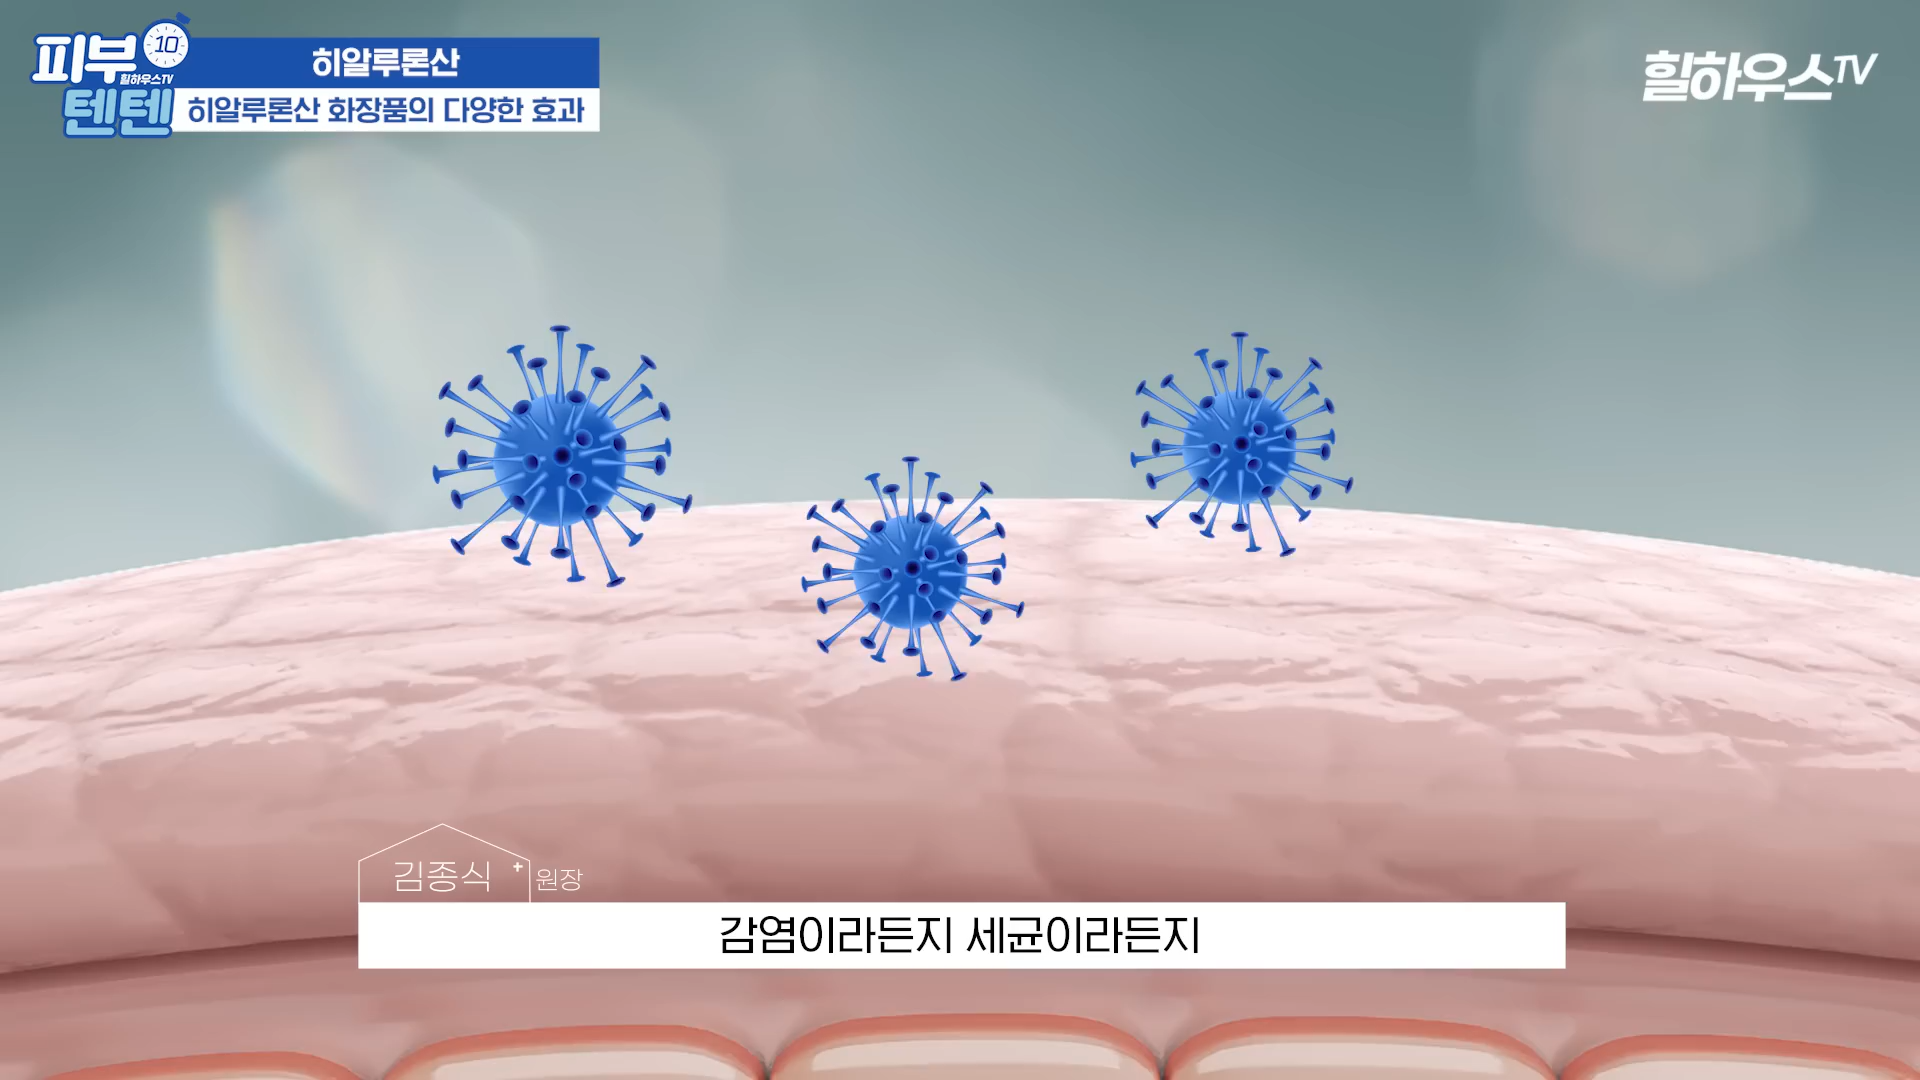 피부
10
힐하우스TV
텐텐
히알루론산
히알루론산 화장품의 다양한 효과
힐하우스TV
김종식 원장
감염이라든지 세균이라든지